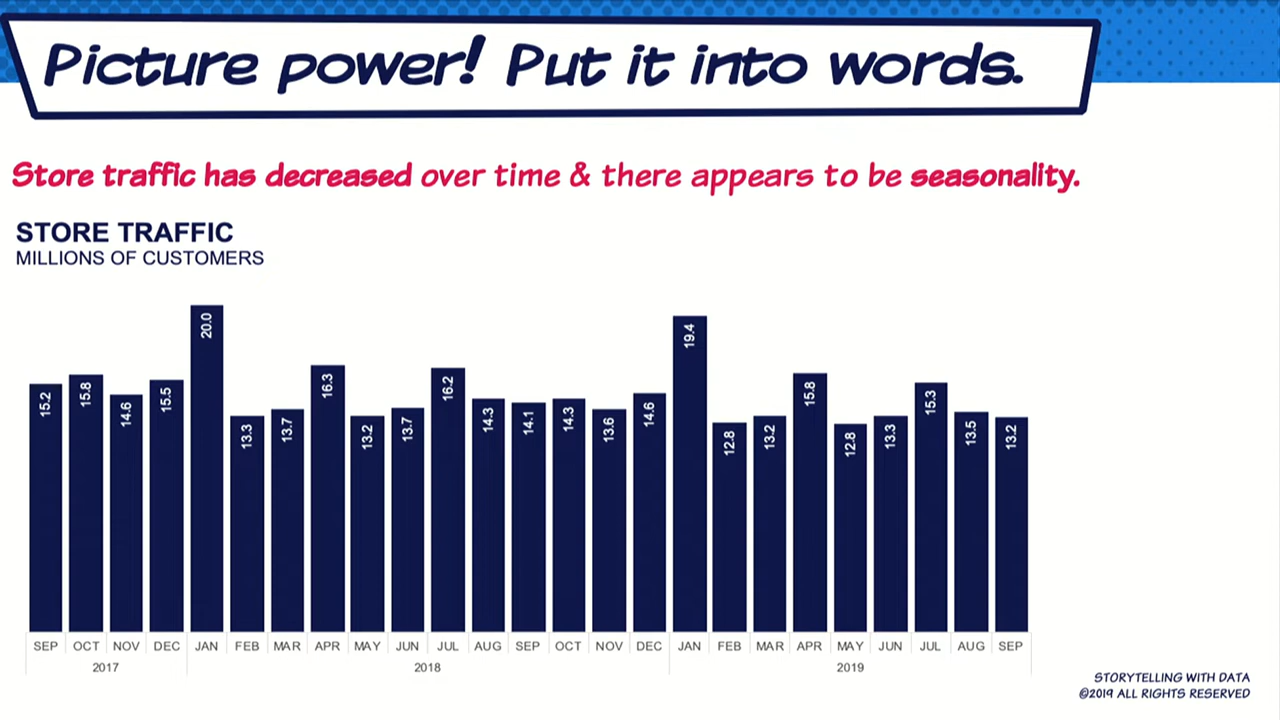 Picture power! Put it into words.
Store traffic has decreased over time & there appears to be seasonality.
STORE TRAFFIC
MILLIONS OF CUSTOMERS
15.2 15.8 14.6 15.5 20.0 13.3 13.7 16.3 13.2 13.7 16.2 14.3 14.1 14.3 13.6 14.6 19.4 12.8 13.2 15.8 12.8 13.3 15.3 13.5 13.2
SEP OCT NOV DEC JAN FEB MAR APR MAY JUN JUL AUG SEP OCT NOV DEC JAN FEB MAR APR MAY JUN JUL AUG SEP
2017 2018 2019
STORYTELLING WITH DATA
©2019 ALL RIGHTS RESERVED